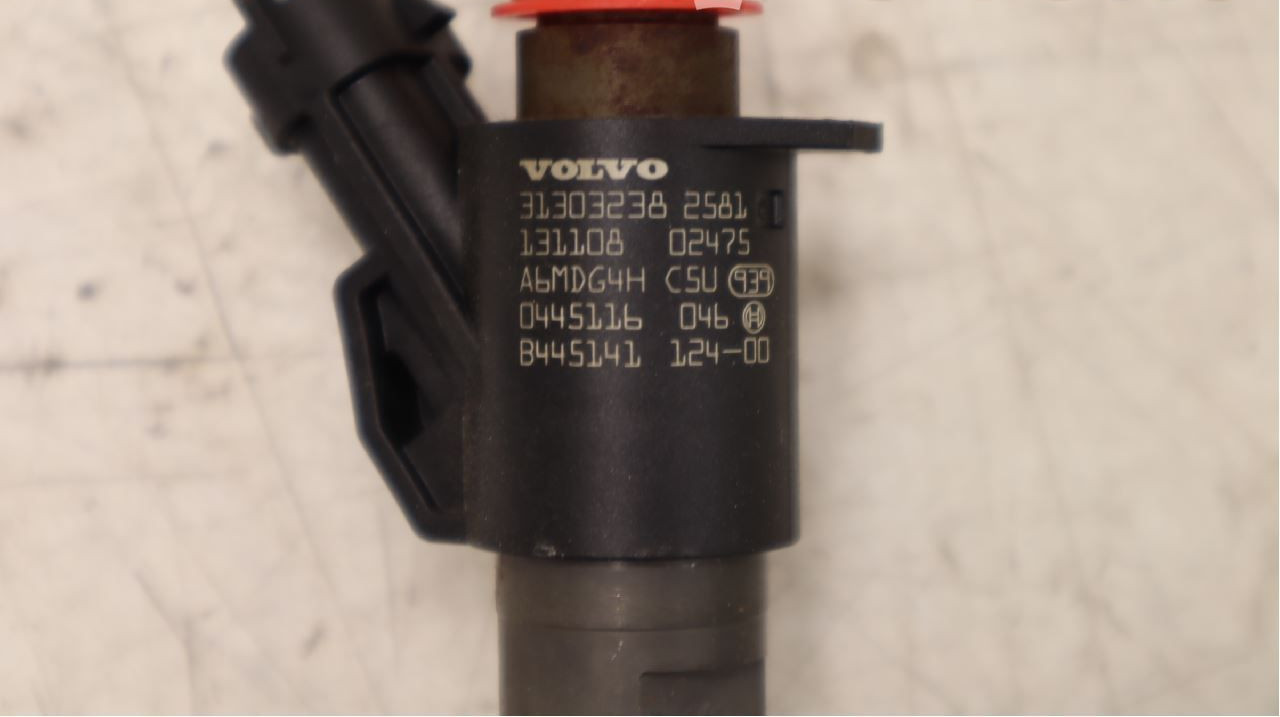 VOLVO
31303238 2581
131108 02475
A6MDG4H C5U 939
0445116 046
B445141 124-00